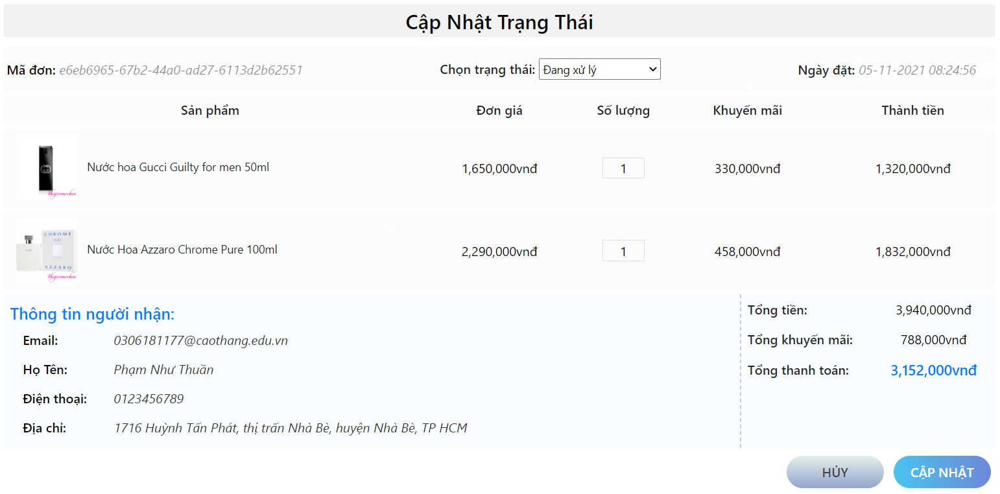 Cập Nhật Trạng Thái
Mã đơn: e6eb6965-67b2-44a0-ad27-6113d2b62551 Chọn trạng thái: Đang xử lý Ngày đặt: 05-11-2021 08:24:56
Sản phẩm Đơn giá Số lượng Khuyến mãi Thành tiền
Nước hoa Gucci Guilty for men 50ml 1,650,000vnđ 1 330,000vnđ 1,320,000vnđ
Thegioinuochoa
CHROME
PURE
PURE
AZZARO
Nước Hoa Azzaro Chrome Pure 100ml 2,290,000vnđ 1 458,000vnđ 1,832,000vnđ
Thegioinuochoa
Thông tin người nhận:
Email: 0306181177@caothang.edu.vn
Họ Tên: Phạm Như Thuần
Điện thoại: 0123456789
Địa chỉ: 1716 Huỳnh Tấn Phát, thị trấn Nhà Bè, huyện Nhà Bè, TP HCM
Tổng tiền: 3,940,000vnđ
Tổng khuyến mãi: 788,000vnđ
Tổng thanh toán: 3,152,000vnđ
HỦY CẬP NHẬT